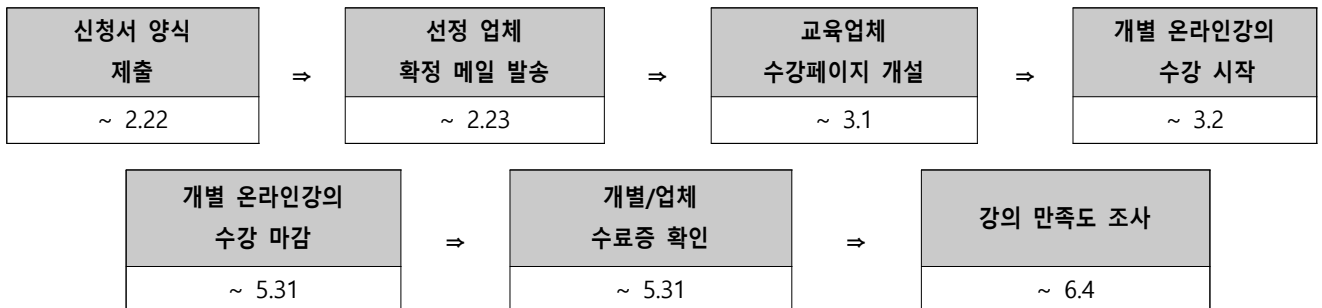 신청서 양식
제출
⇒
선정 업체
확정 메일 발송
⇒
교육업체
수강페이지 개설
⇒
개별 온라인강의
수강 시작
~ 2.22
~ 2.23
~ 3.1
~ 3.2
개별 온라인강의
수강 마감
⇒
개별/업체
수료증 확인
⇒
강의 만족도 조사
~ 5.31
~ 5.31
~ 6.4